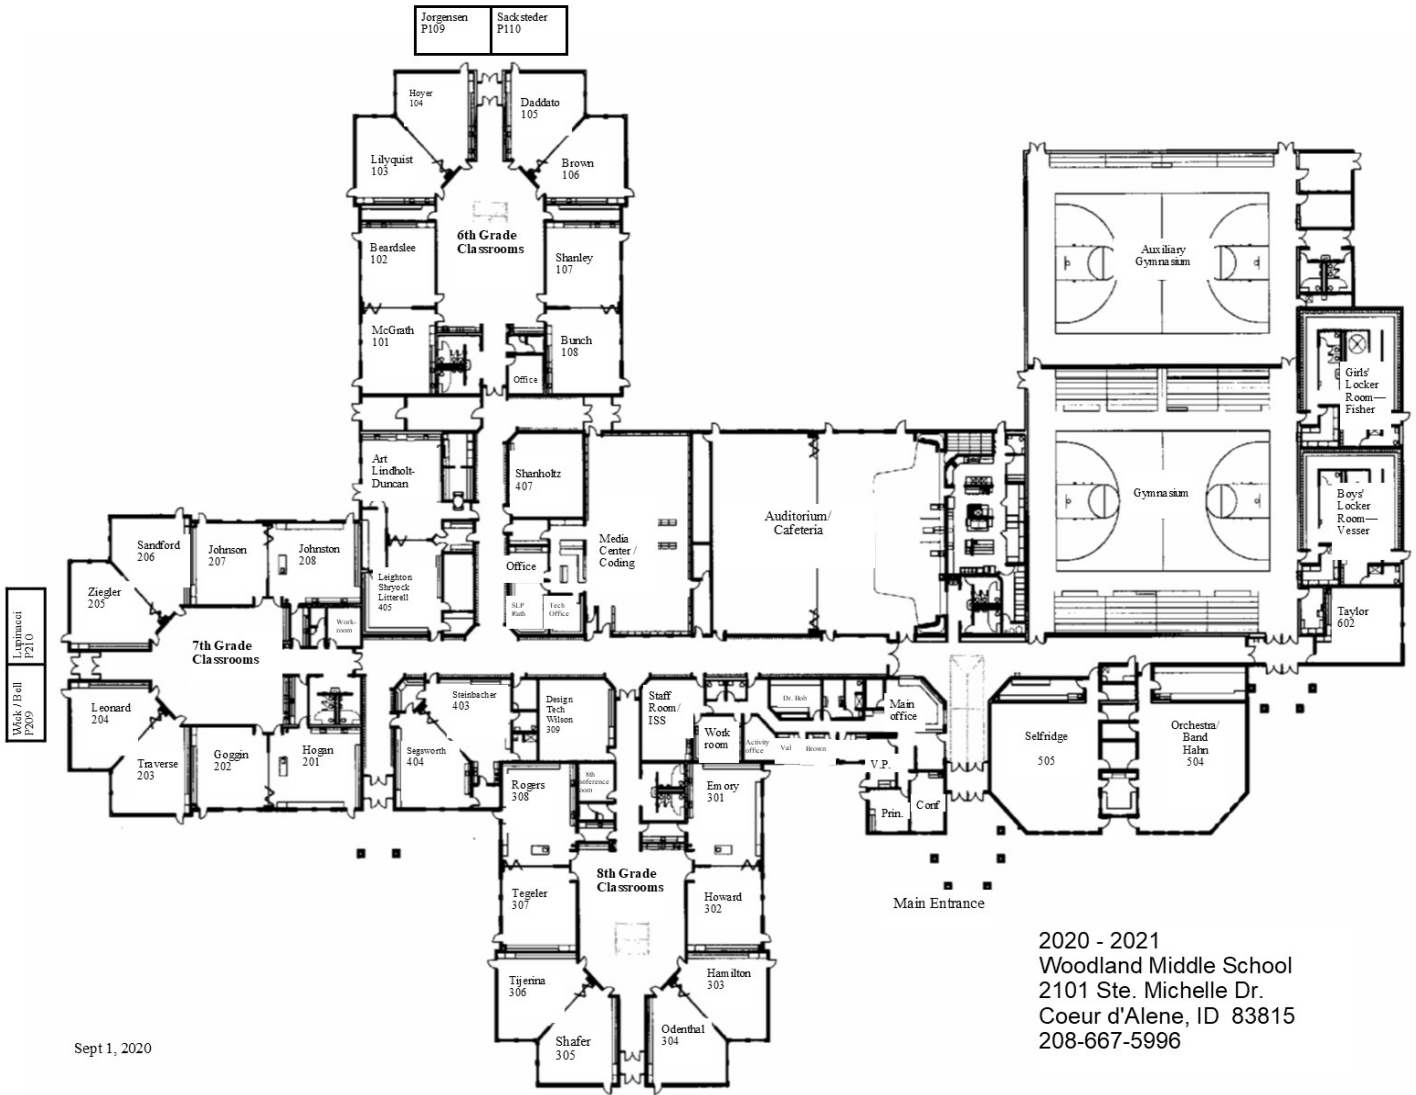 Jorgensen
P109
Sacksteder
P110
Hoyer
104
Daddato
105
Lilyquist
103
Brown
106
6th Grade
Classrooms
Beardslee
102
Shanley
107
McGrath
101
Bunch
108
Office
Auxiliary
Gymnasium
Girls'
Locker
Room—
Fisher
Art
Lindholt-
Duncan
Shanholtz
407
Media
Center/
Coding
Auditorium/
Cafeteria
Gymnasium
Boys'
Locker
Room—
Vesser
Sandford
206
Johnson
207
Johnston
208
Leighton
Shryock
Litterell
405
Office
SLP
Ruth
Tech
Office
Ziegler
205
Lupinacci
P210
Wick / Bell
P209
Work-
room
7th Grade
Classrooms
Taylor
602
Leonard
204
Traverse
203
Goggin
202
Hogan
201
Steinbacher
403
Segsworth
404
Design
Tech
Wilson
309
Staff
Room/
ISS
Work
room
Dr. Bob
Activity
office
Val
Brown
Main
office
V.P.
Prin.
Conf
Selfridge
505
Orchestra/
Band
Hahn
504
Rogers
308
8th
onference
oom
Emory
301
8th Grade
Classrooms
Tegeler
307
Howard
302
Tijerina
306
Hamilton
303
Shafer
305
Odenthal
304
Main Entrance
2020 - 2021
Woodland Middle School
2101 Ste. Michelle Dr.
Coeur d'Alene, ID  83815
208-667-5996
Sept 1, 2020